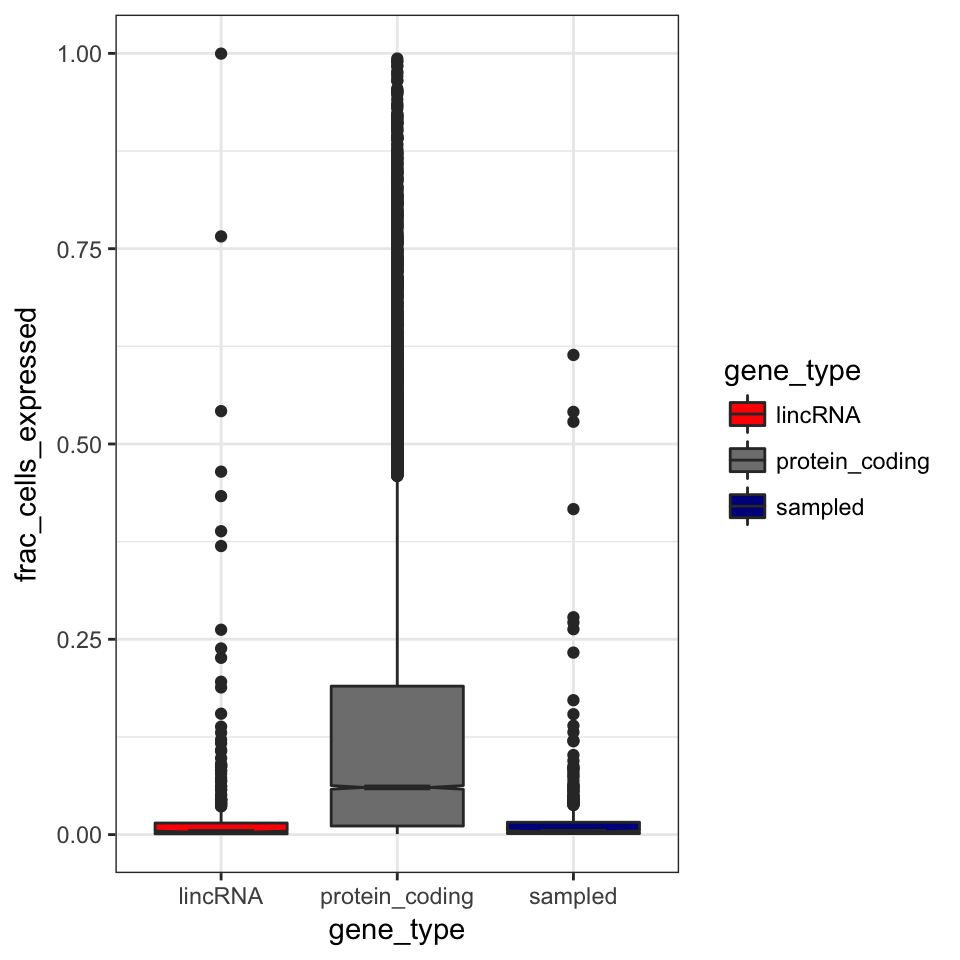 frac_cells_expressed
1.00
0.75
0.50
0.25
0.00
lincRNA
protein_coding
sampled
gene_type
gene_type
lincRNA
protein_coding
sampled